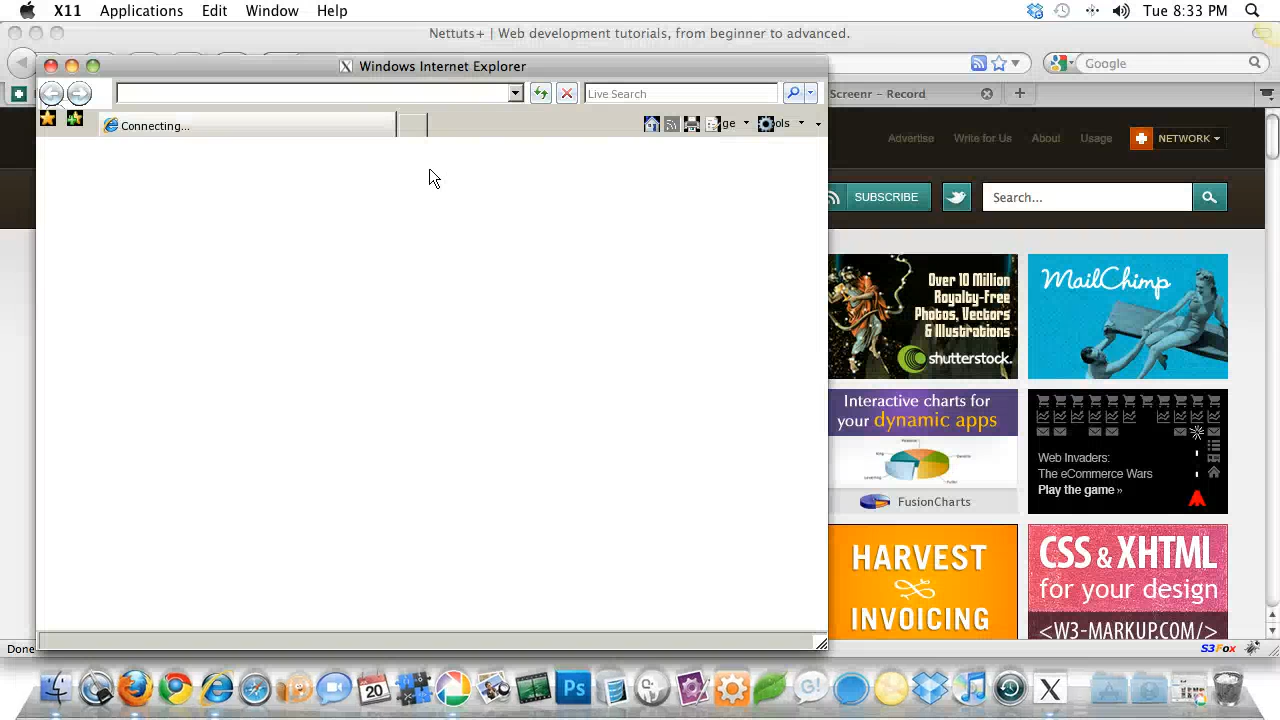 X11 Applications Edit Window Help Tue 8:33 PM
Nettuts+ | Web development tutorials, from beginner to advanced.
Windows Internet Explorer
Google
Live Search
Screenr - Record
Connecting...
ge
ols
Advertise Write for Us About Usage NETWORK
SUBSCRIBE
Search...
Over 10 Million
Royalty-Free
Photos, Vectors
& Illustrations
shutterstock.
MailChimp
Interactive charts for
your dynamic apps
FusionCharts
Web Invaders:
The eCommerce Wars
Play the game »
HARVEST
INVOICING
CSS & XHTML
for your design
<W3-MARKUP.COM/>
Done
S3Fox
20
Ps
G!
X